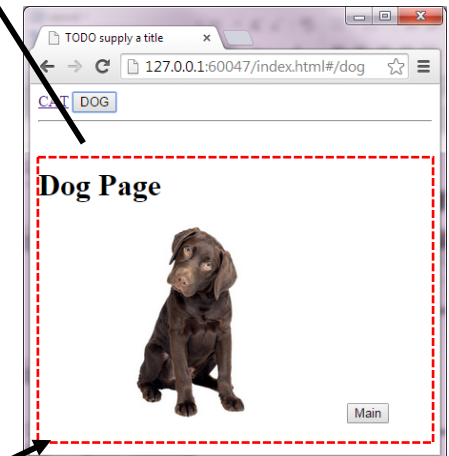 TODO supply a title
127.0.0.1:60047/index.html#/dog
CAT DOG
Dog Page
Main